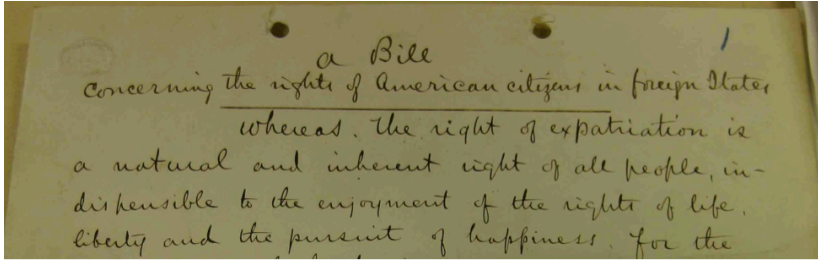 1
a Bill
Concerning the rights of American citizens in foreign States
whereas. The right of expatriation is
a natural and inherent right of all people, in-
dispensible to the enjoyment of the rights of life,
liberty and the pursuit of happiness. for the